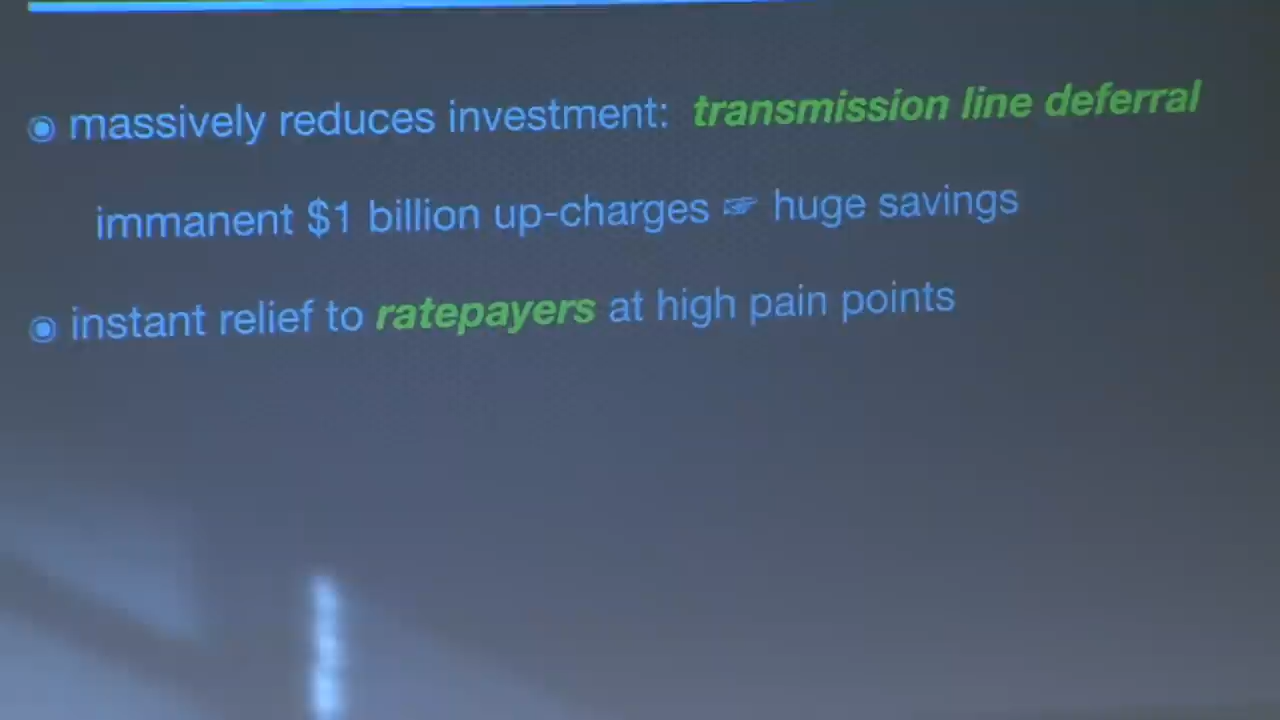 ◉ massively reduces investment: transmission line deferral
immanent $1 billion up-charges ☞ huge savings
◉ instant relief to ratepayers at high pain points